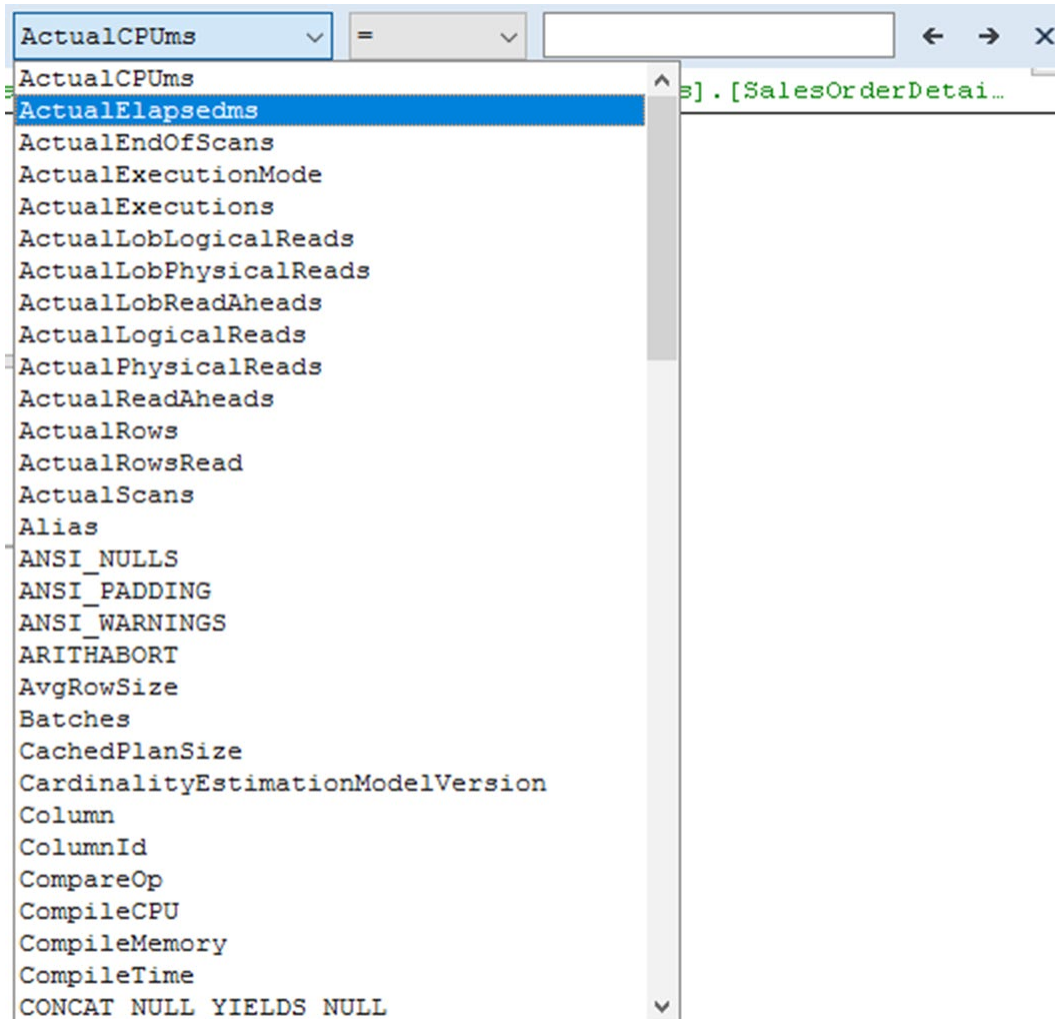 ActualCPUms =
ActualCPUms
s].[SalesOrderDetai…
ActualElapsedms
ActualEndOfScans
ActualExecutionMode
ActualExecutions
ActualLobLogicalReads
ActualLobPhysicalReads
ActualLobReadAheads
ActualLogicalReads
ActualPhysicalReads
ActualReadAheads
ActualRows
ActualRowsRead
ActualScans
Alias
ANSI_NULLS
ANSI_PADDING
ANSI_WARNINGS
ARITHABORT
AvgRowSize
Batches
CachedPlanSize
CardinalityEstimationModelVersion
Column
ColumnId
CompareOp
CompileCPU
CompileMemory
CompileTime
CONCAT_NULL_YIELDS_NULL